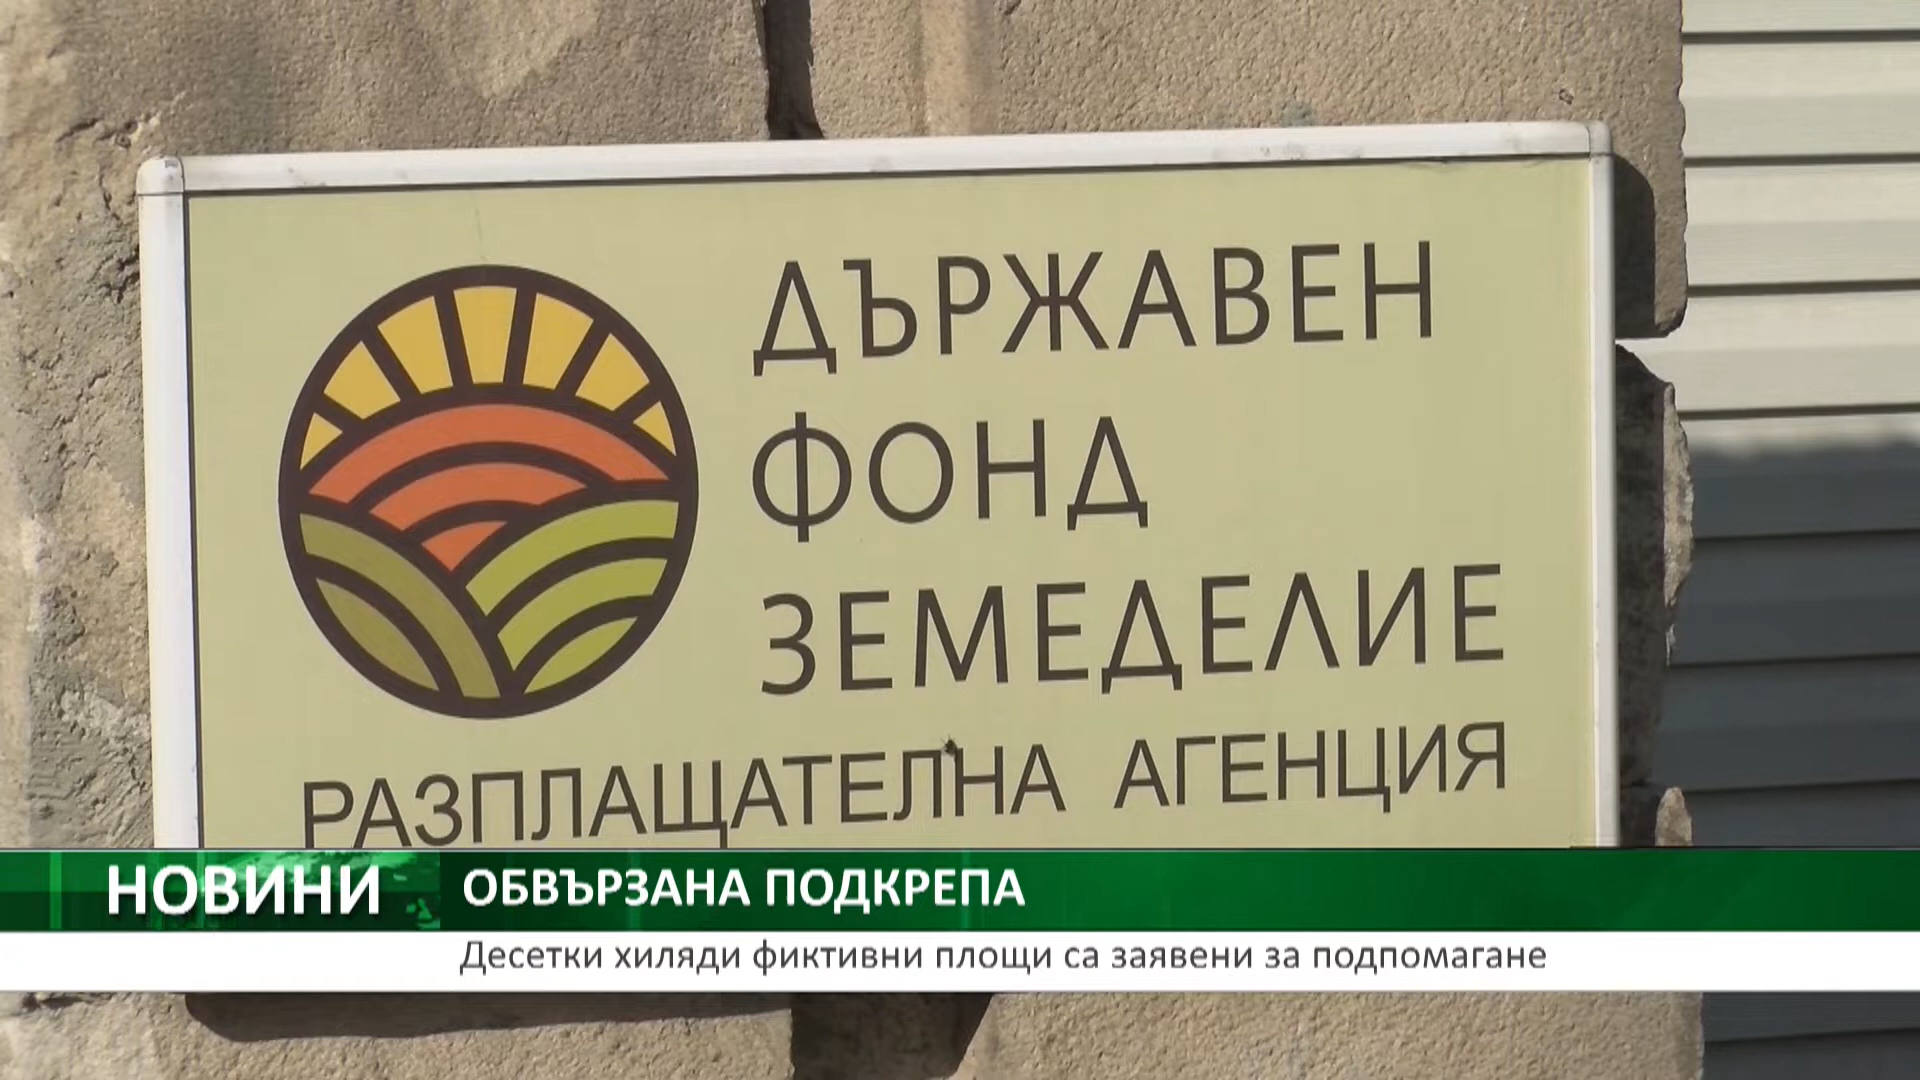 ДЪРЖАВЕН
ФОНД
ЗЕМЕДЕЛИЕ
РАЗПЛАЩАТЕЛНА АГЕНЦИЯ
НОВИНИ
ОБВЪРЗАНА ПОДКРЕПА
Десетки хиляди фиктивни площи са заявени за подпомагане